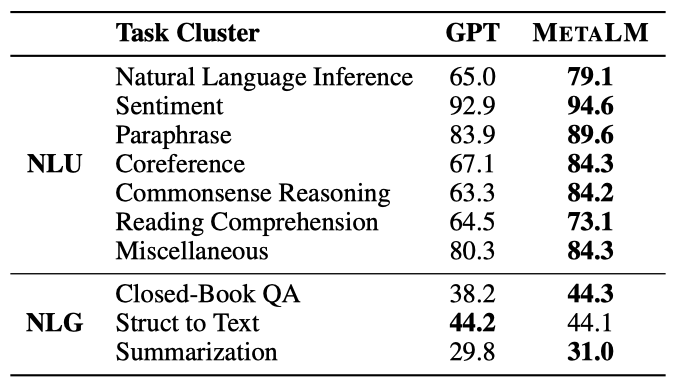 Task Cluster GPT METALM
Natural Language Inference 65.0 79.1
Sentiment 92.9 94.6
Paraphrase 83.9 89.6
NLU Coreference 67.1 84.3
Commonsense Reasoning 63.3 84.2
Reading Comprehension 64.5 73.1
Miscellaneous 80.3 84.3
Closed-Book QA 38.2 44.3
NLG Struct to Text 44.2 44.1
Summarization 29.8 31.0